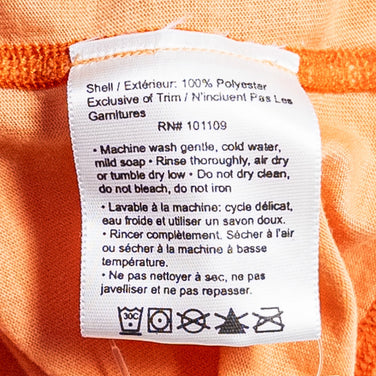 Shell / Extérieur: 100% Polyester
Exclusive of Trim / N'incluent Pas Les
Garnitures
RN# 101109
• Machine wash gentle, cold water,
mild soap • Rinse thoroughly, air dry
or tumble dry low • Do not dry clean,
do not bleach, do not iron
• Lavable à la machine: cycle délicat,
eau froide et utiliser un savon doux.
• Rincer complètement. Sécher à l'air
ou sécher à la machine à basse
température.
• Ne pas nettoyer à sec, ne pas
javelliser et ne pas repasser.
30C